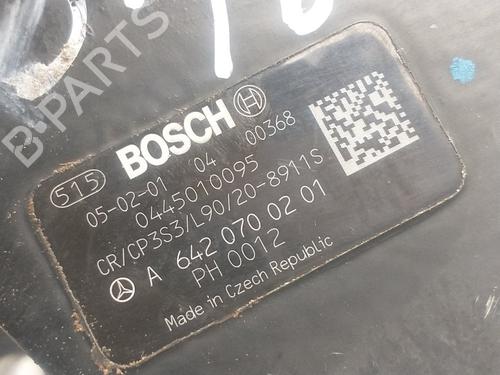 515 BOSCH
05-02-01 04 00368
0445010095
CR/CP3S3/L90/20-8911S
A 642 070 02 01
PH 0012
Made in Czech Republic
B-PARTS